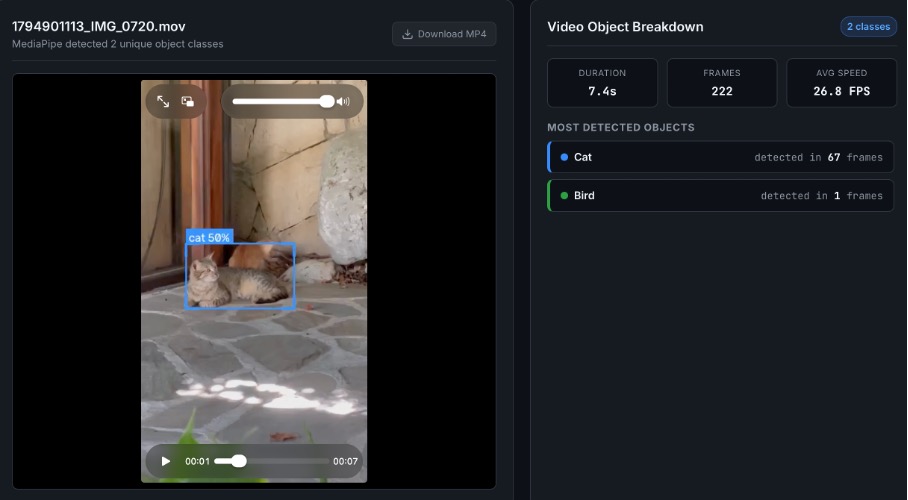 1794901113_IMG_0720.mov
MediaPipe detected 2 unique object classes
Download MP4
cat 50%
00:01
00:07
Video Object Breakdown
2 classes
DURATION
7.4s
FRAMES
222
AVG SPEED
26.8 FPS
MOST DETECTED OBJECTS
Cat
detected in 67 frames
Bird
detected in 1 frames